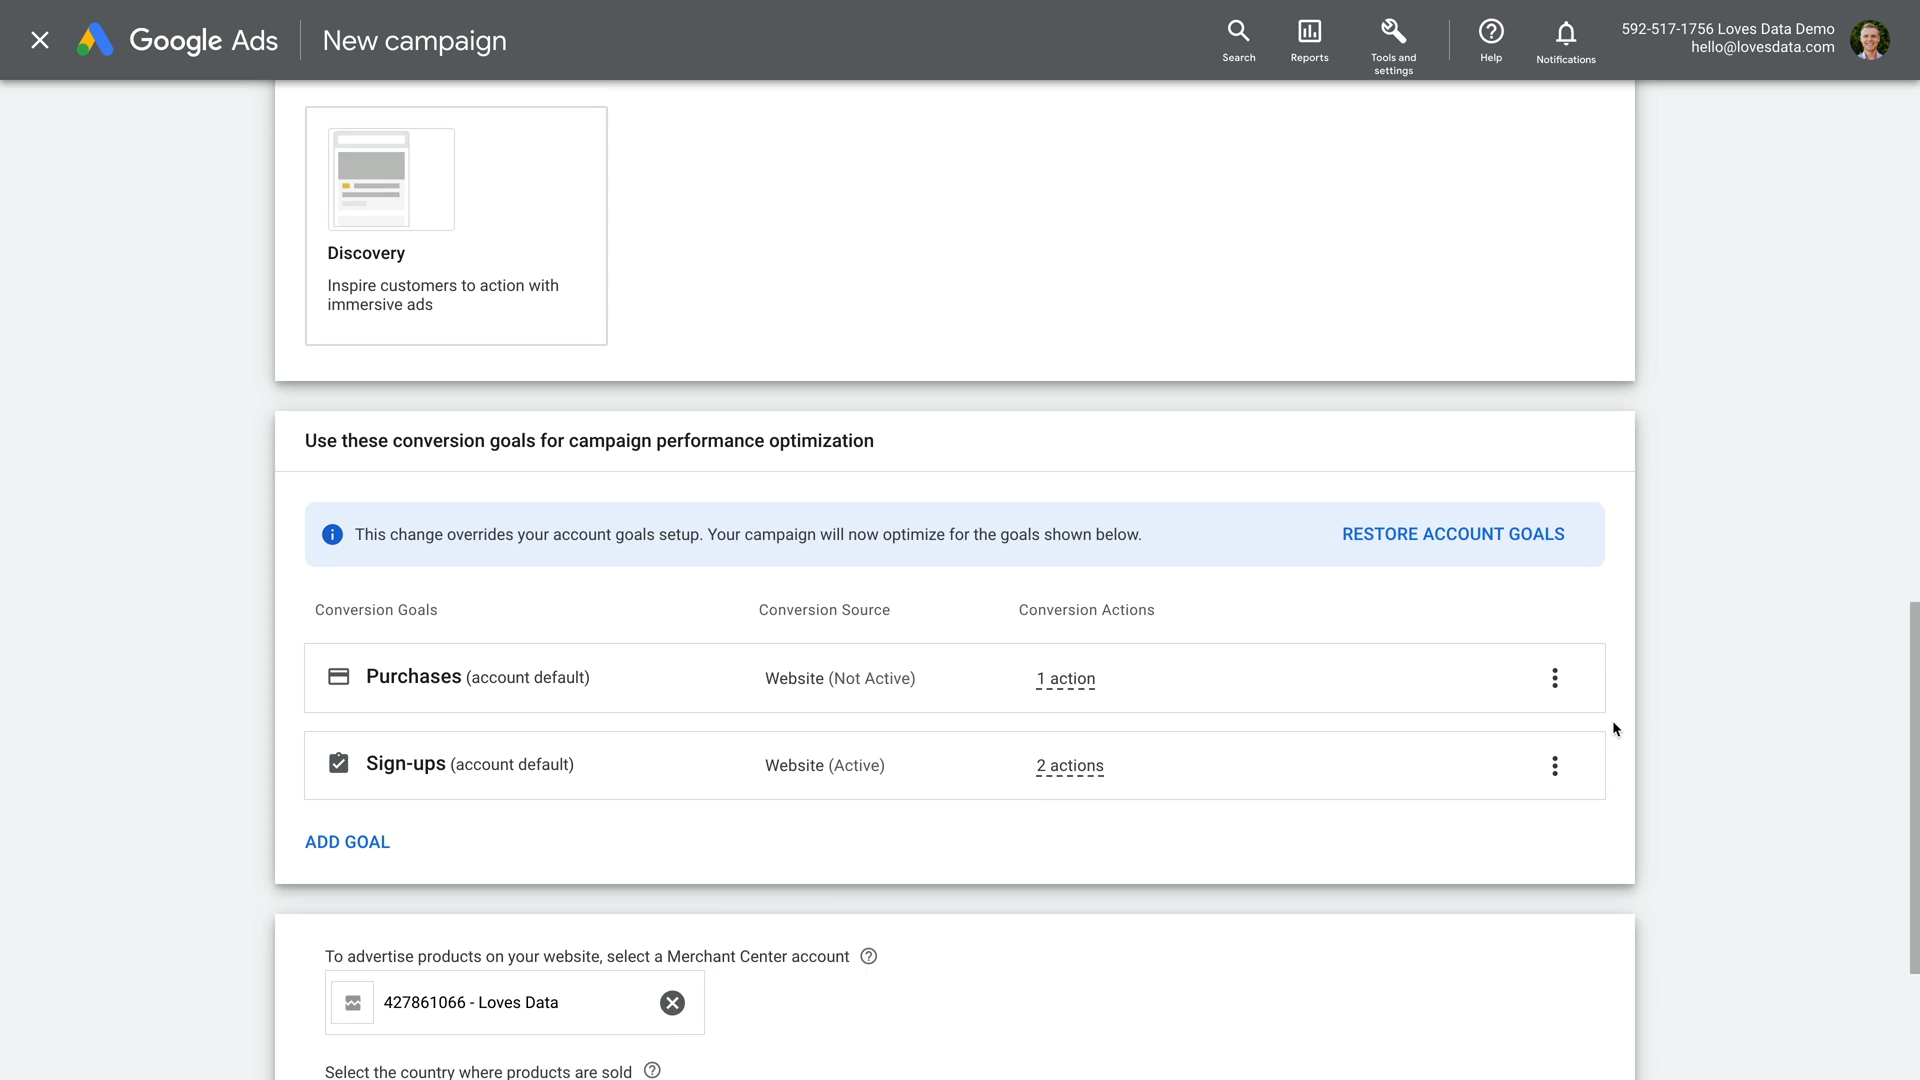 Google Ads
New campaign
Search
Reports
Tools and
settings
Help
Notifications
592-517-1756 Loves Data Demo
hello@lovesdata.com
Discovery
Inspire customers to action with
immersive ads
Use these conversion goals for campaign performance optimization
This change overrides your account goals setup. Your campaign will now optimize for the goals shown below.
RESTORE ACCOUNT GOALS
Conversion Goals
Conversion Source
Conversion Actions
Purchases (account default)
Website (Not Active)
1 action
Sign-ups (account default)
Website (Active)
2 actions
ADD GOAL
To advertise products on your website, select a Merchant Center account
427861066 - Loves Data
Select the country where products are sold